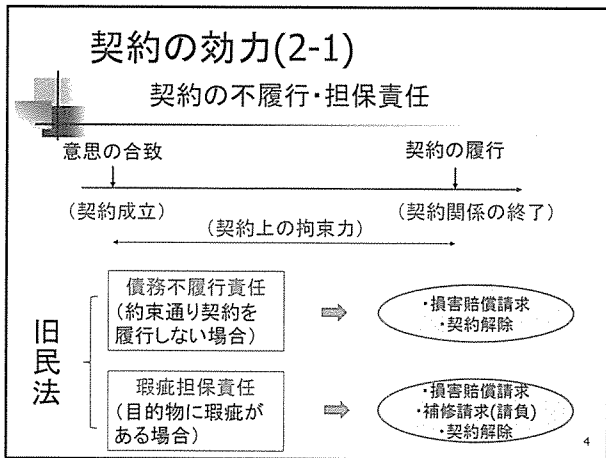 契約の効力(2-1)
契約の不履行・担保責任
意思の合致
契約の履行
(契約成立)
(契約上の拘束力)
(契約関係の終了)
旧民法
債務不履行責任
(約束通り契約を
履行しない場合)
・損害賠償請求
・契約解除
瑕疵担保責任
(目的物に瑕疵が
ある場合)
・損害賠償請求
・補修請求(請負)
・契約解除
4